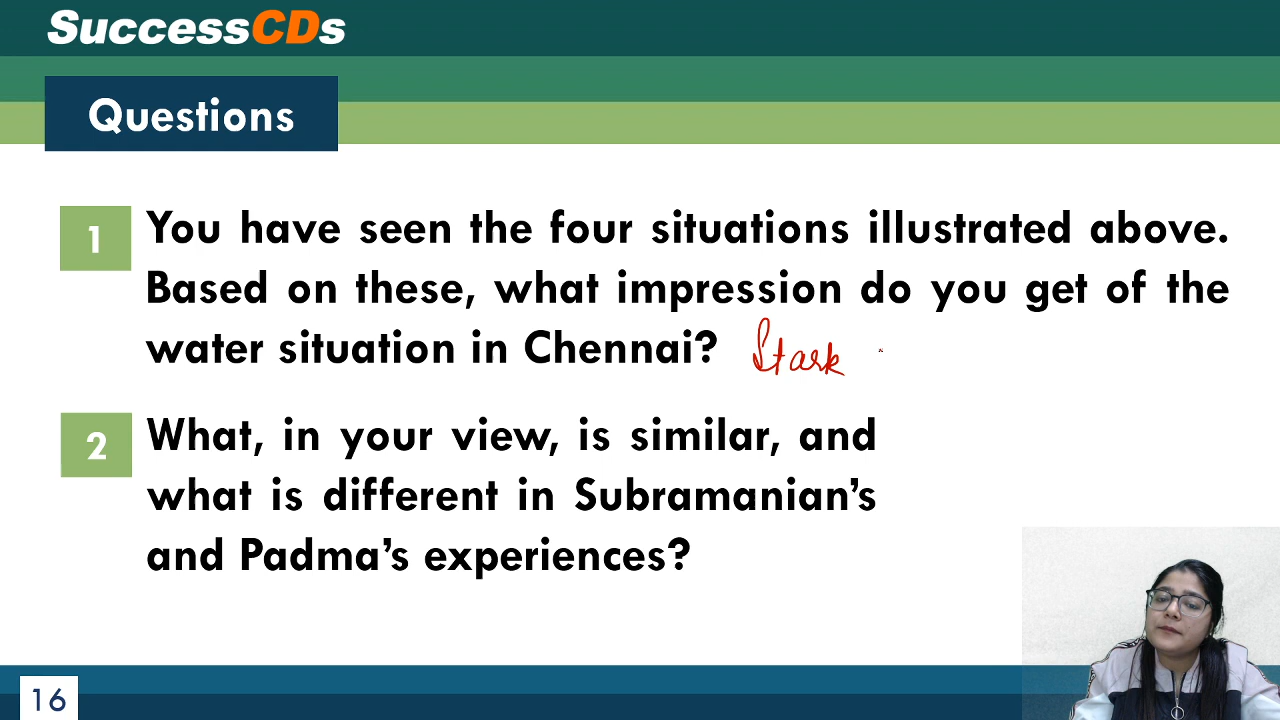 SuccessCDs
Questions
1
You have seen the four situations illustrated above.
Based on these, what impression do you get of the
water situation in Chennai? Stark
2
What, in your view, is similar, and
what is different in Subramanian’s
and Padma’s experiences?
16